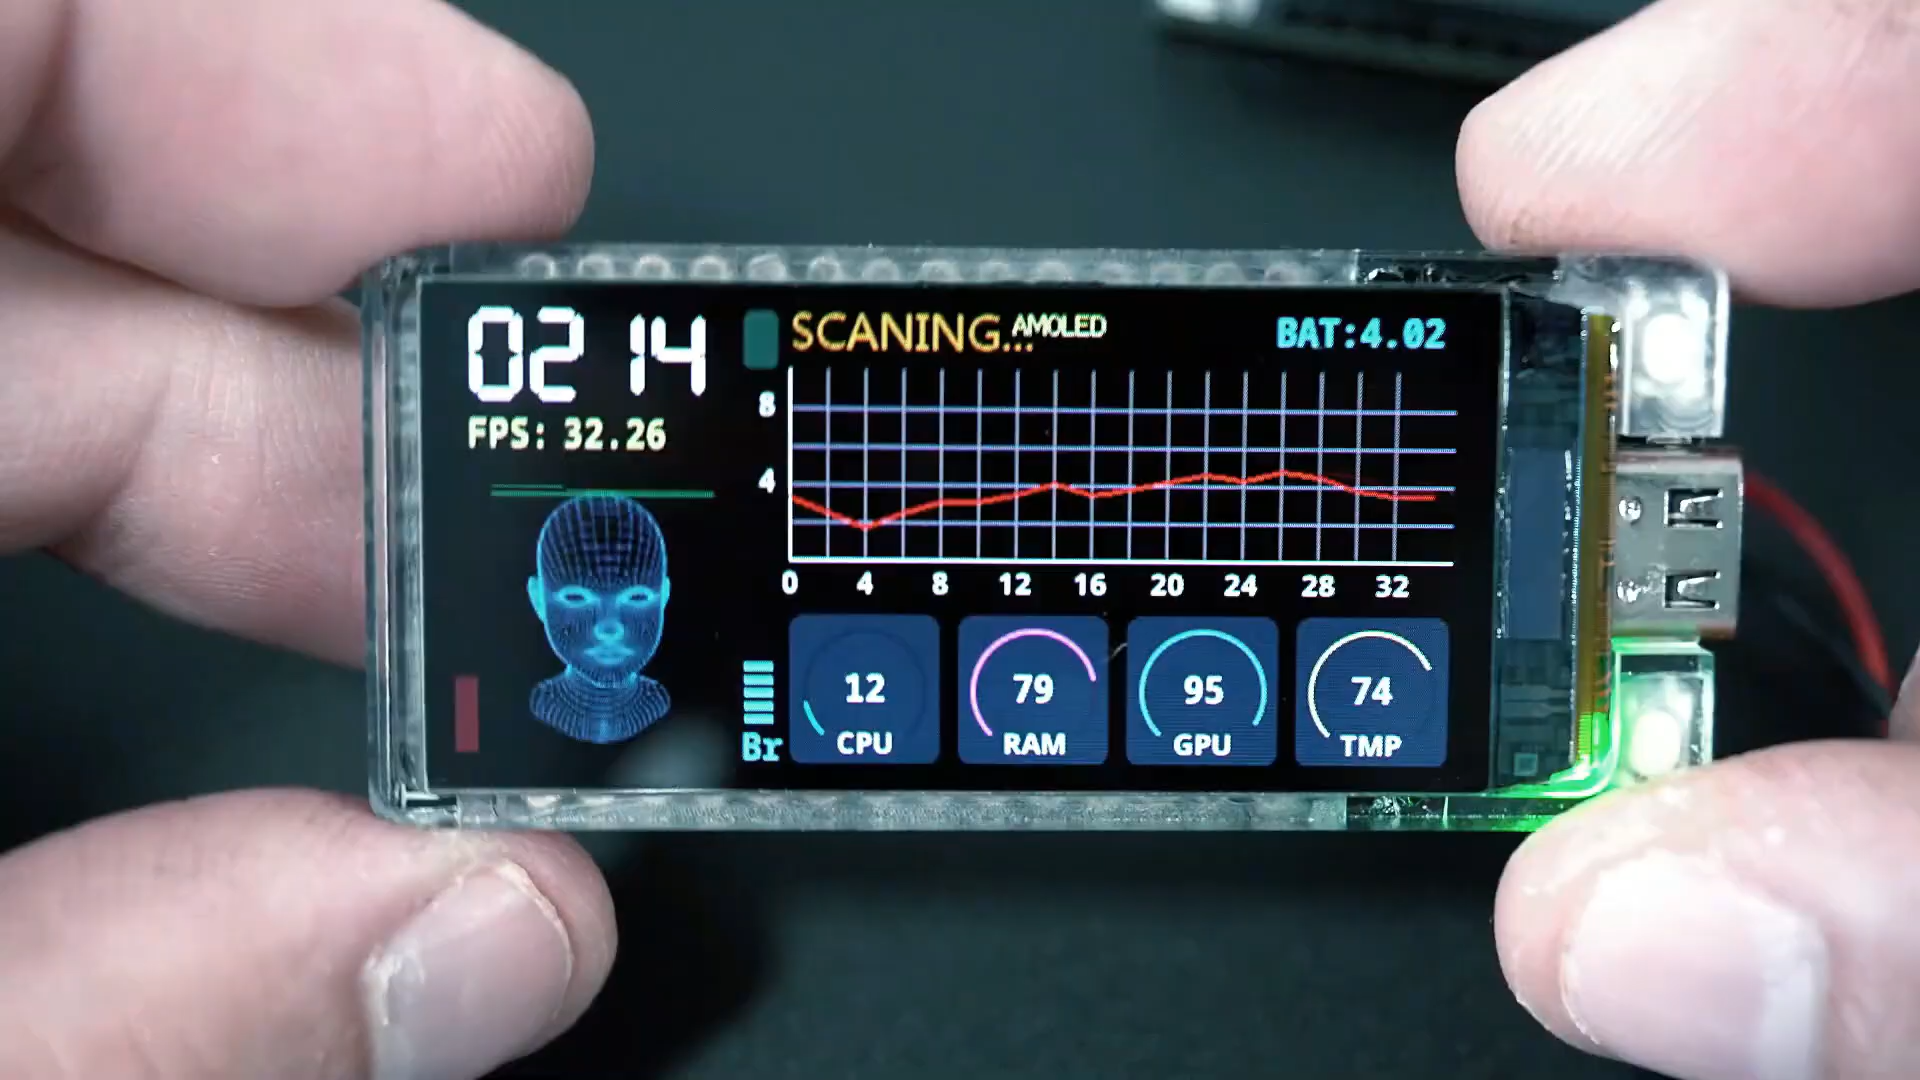 02 14
FPS: 32.26
SCANING...
AMOLED
BAT:4.02
8
4
0 4 8 12 16 20 24 28 32
Br
12
CPU
79
RAM
95
GPU
74
TMP